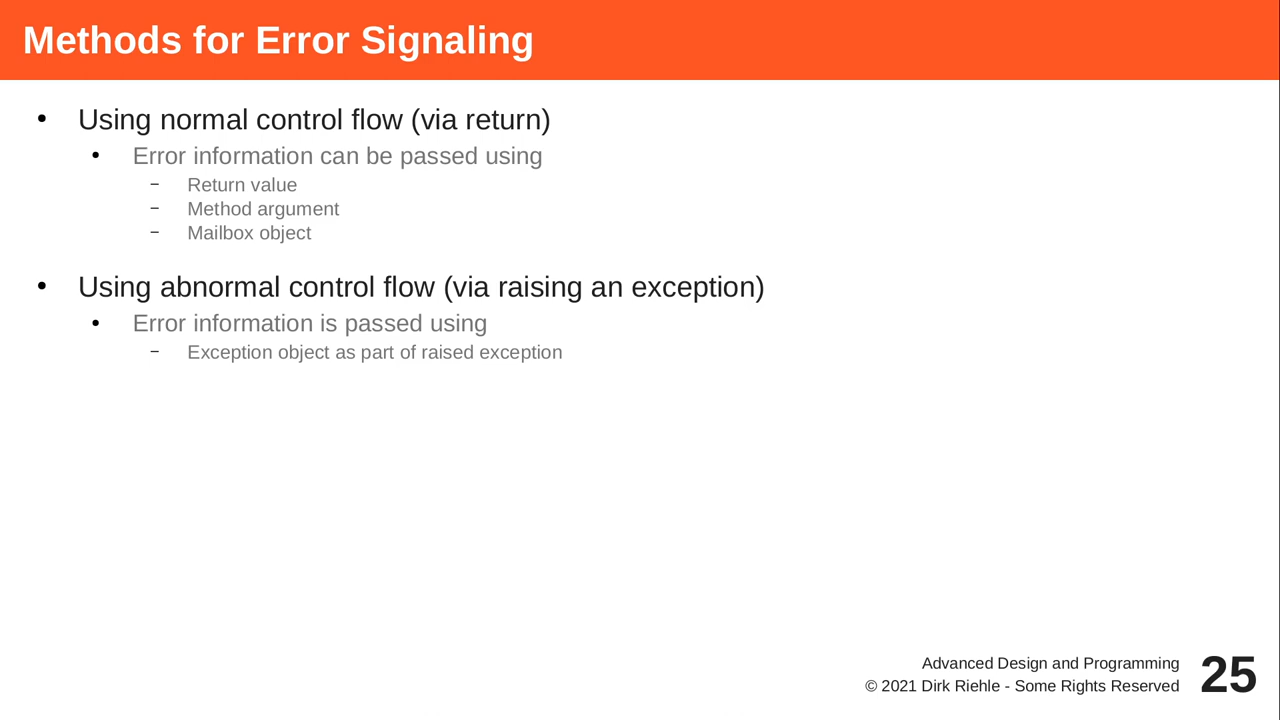 Methods for Error Signaling
• Using normal control flow (via return)
• Error information can be passed using
– Return value
– Method argument
– Mailbox object
• Using abnormal control flow (via raising an exception)
• Error information is passed using
– Exception object as part of raised exception
Advanced Design and Programming
© 2021 Dirk Riehle - Some Rights Reserved
25